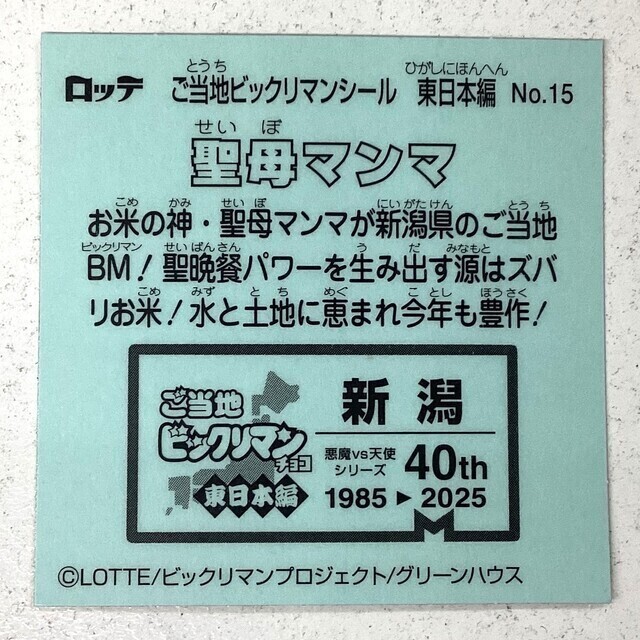 ロッテ ご当地ビックリマンシール 東日本編 No.15
とうち ひがしにほんへん
せいぼ
聖母マンマ
こめ かみ せいぼ にいがたけん とうち
お米の神・聖母マンマが新潟県のご当地
ビックリマン せいばんさん う だ みなもと
BM!聖晩餐パワーを生み出す源はズバ
こめ みず とち めぐ ことし ほうさく
リお米!水と土地に恵まれ今年も豊作!
ご当地
ビックリマン
チョコ
東日本編
新潟
悪魔vs天使
シリーズ 40th
1985▶2025
©LOTTE/ビックリマンプロジェクト/グリーンハウス